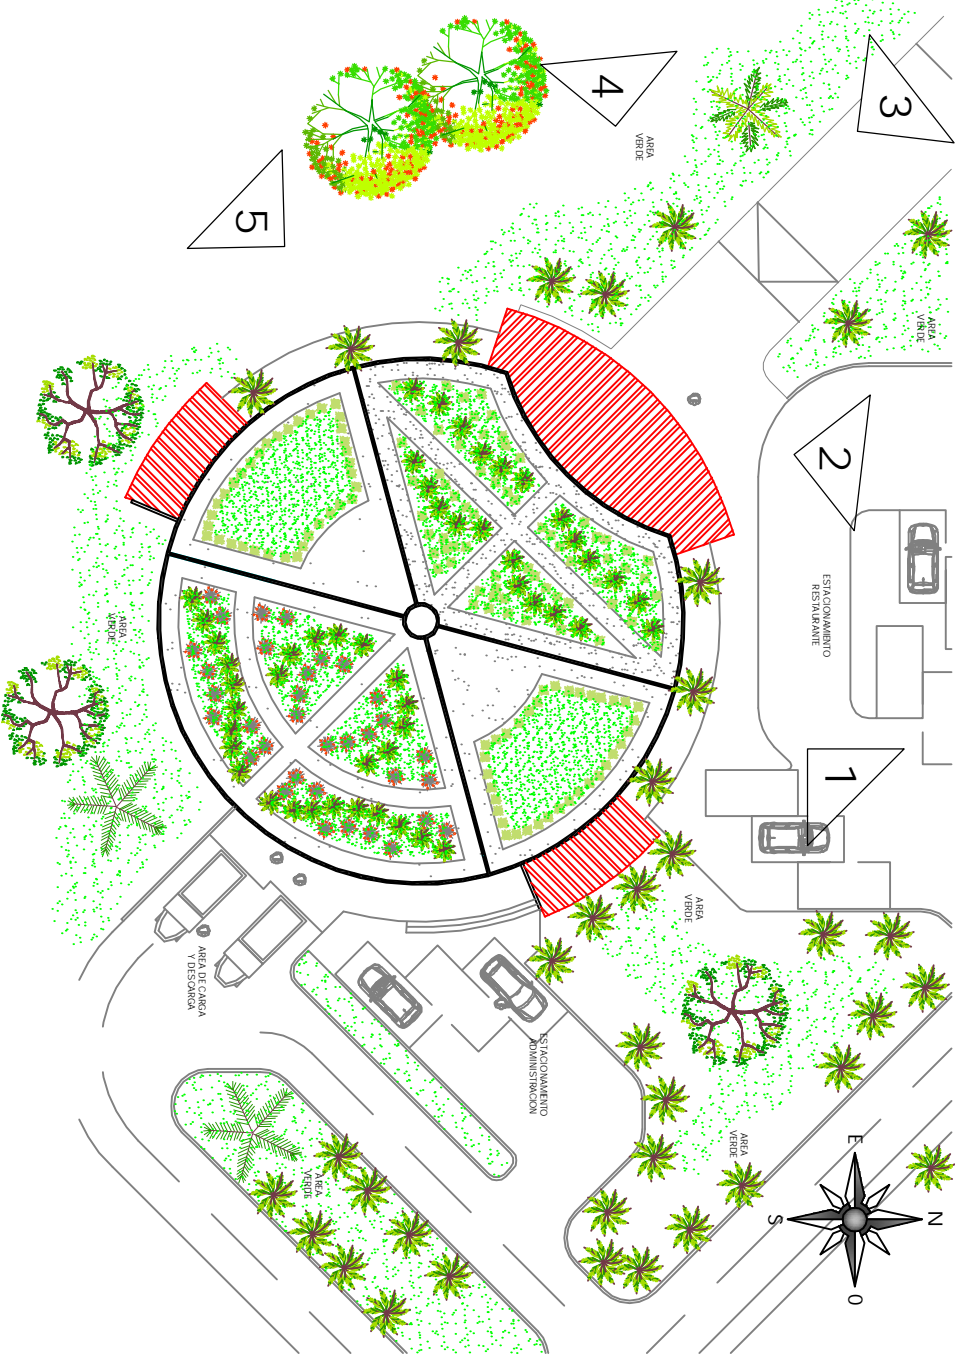 4
3
AREA
VERDE
5
AREA
VERDE
2
ESTACIONAMIENTO
RESTAURANTE
AREA
VERDE
1
AREA
VERDE
AREA DE CARGA
Y DESCARGA
ESTACIONAMIENTO
ADMINISTRACION
AREA
VERDE
AREA
VERDE
E
N
S
O